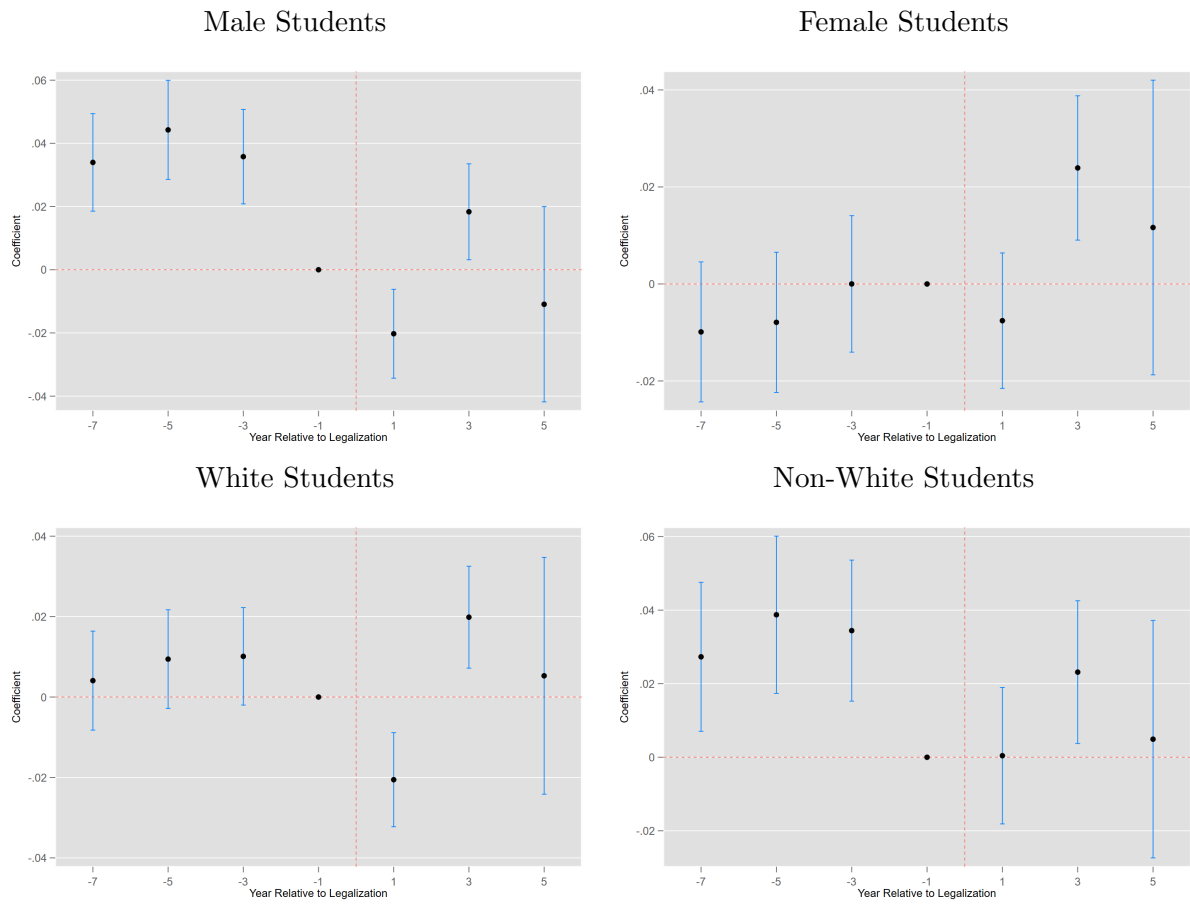 Male Students
.06
.04
.02
0
-.02
-.04
Coefficient
-7 -5 -3 -1 1 3 5
Year Relative to Legalization
Female Students
.04
.02
0
-.02
Coefficient
-7 -5 -3 -1 1 3 5
Year Relative to Legalization
White Students
.04
.02
0
-.02
-.04
Coefficient
-7 -5 -3 -1 1 3 5
Year Relative to Legalization
Non-White Students
.06
.04
.02
0
-.02
Coefficient
-7 -5 -3 -1 1 3 5
Year Relative to Legalization